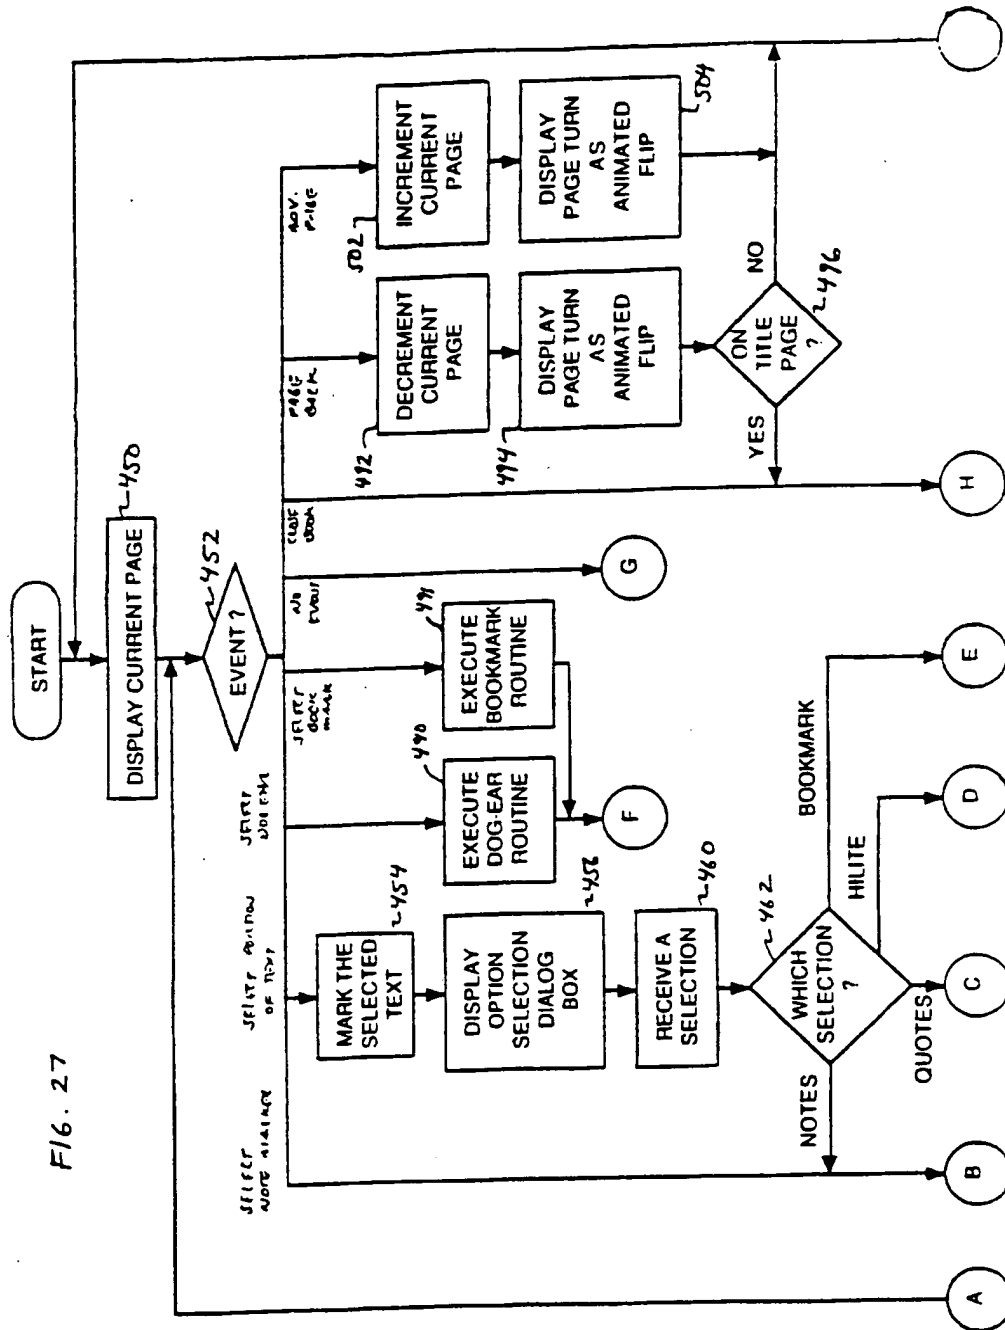 FIG. 27
START
DISPLAY CURRENT PAGE
450
EVENT ?
452
SELECT
NOTE
SELECT PORTION
OF TEXT
SELECT
DOG EAR
SELECT
BOOK
MARK
NO
EVENT
CLOSE
BOOK
PAGE
BACK
ADV.
PAGE
MARK THE
SELECTED
TEXT
454
DISPLAY
OPTION
SELECTION
DIALOG
BOX
458
RECEIVE A
SELECTION
460
WHICH
SELECTION
?
462
NOTES
QUOTES
HILITE
BOOKMARK
EXECUTE
DOG-EAR
ROUTINE
490
EXECUTE
BOOKMARK
ROUTINE
491
DECREMENT
CURRENT
PAGE
492
DISPLAY
PAGE TURN
AS
ANIMATED
FLIP
494
ON
TITLE
PAGE
?
496
YES
NO
INCREMENT
CURRENT
PAGE
502
DISPLAY
PAGE TURN
AS
ANIMATED
FLIP
504
F
G
A
B
C
D
E
H